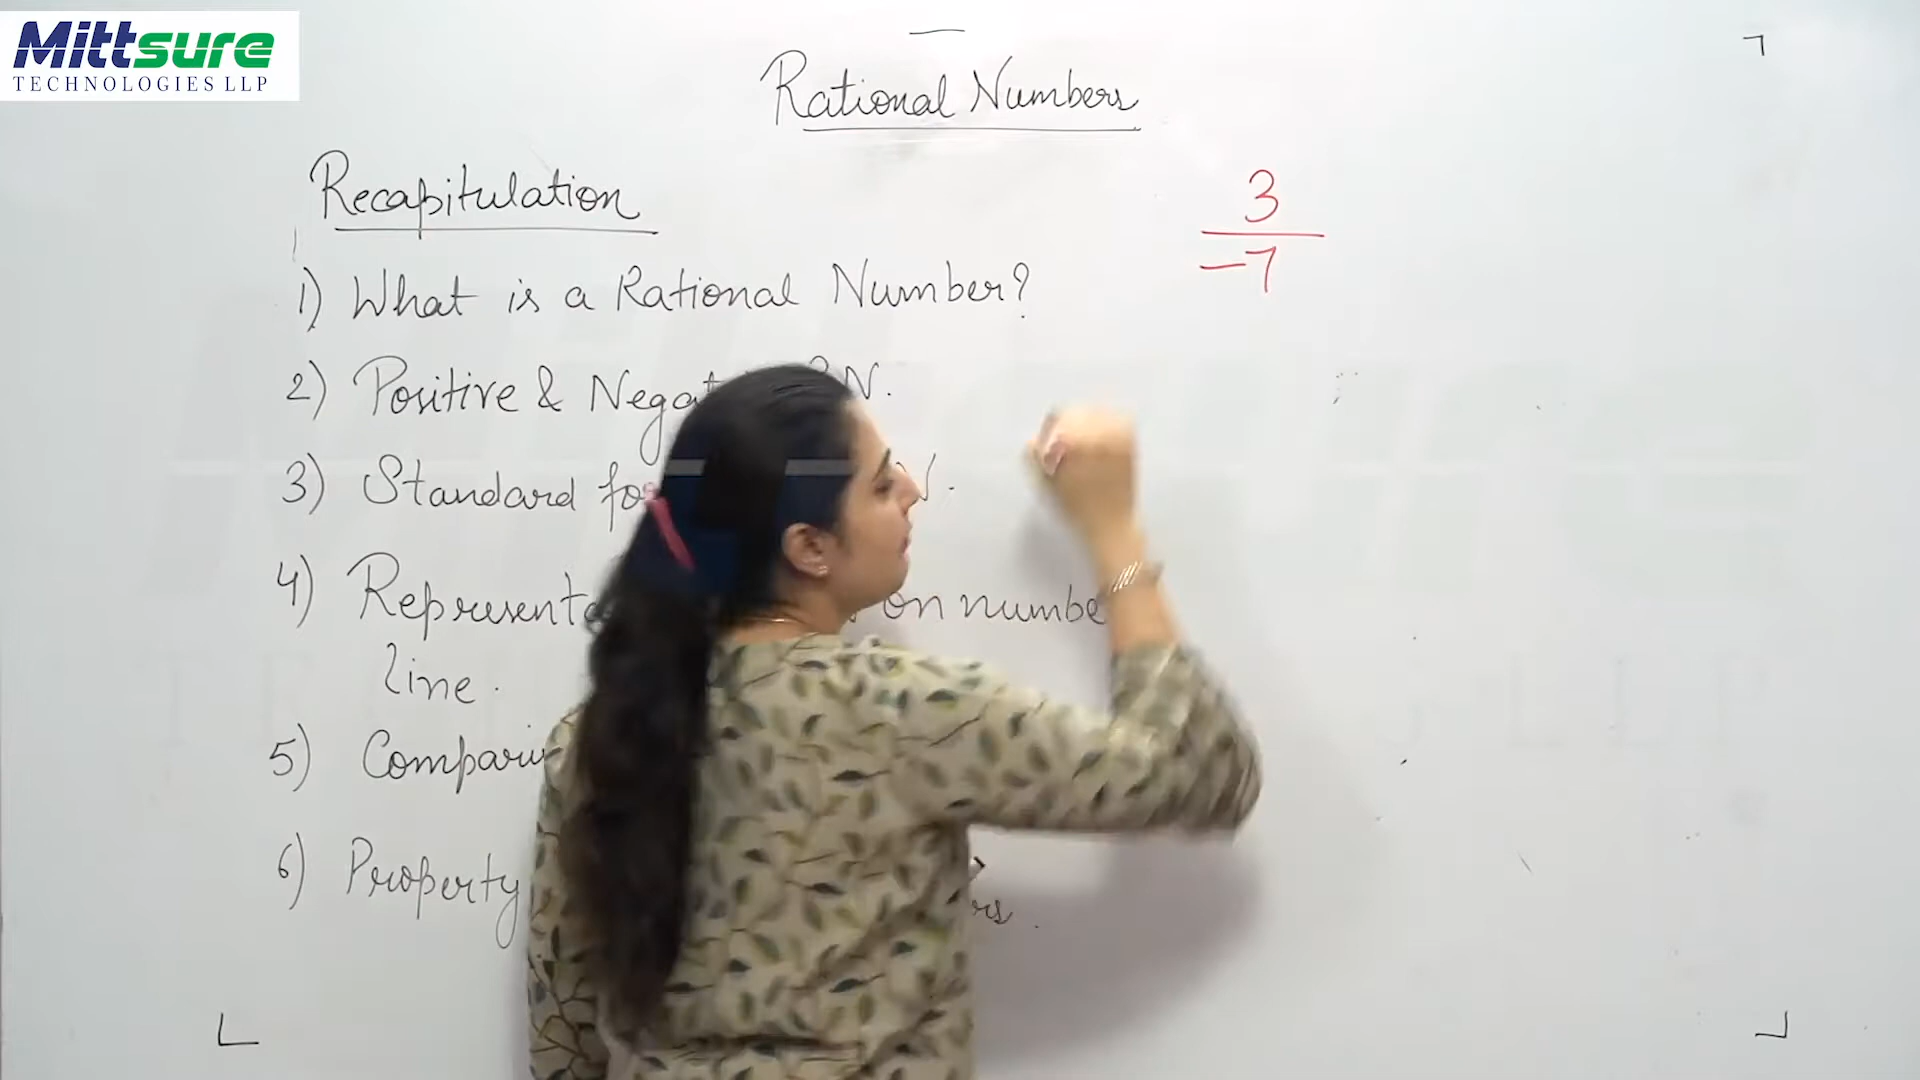 Mittsure
TECHNOLOGIES LLP
Rational Numbers
Recapitulation
3
-7
1) What is a Rational Number?
2) Positive & Negat N.
3) Standard fo N.
4) Represent on numbe
line.
5) Compari
6) Property rs.